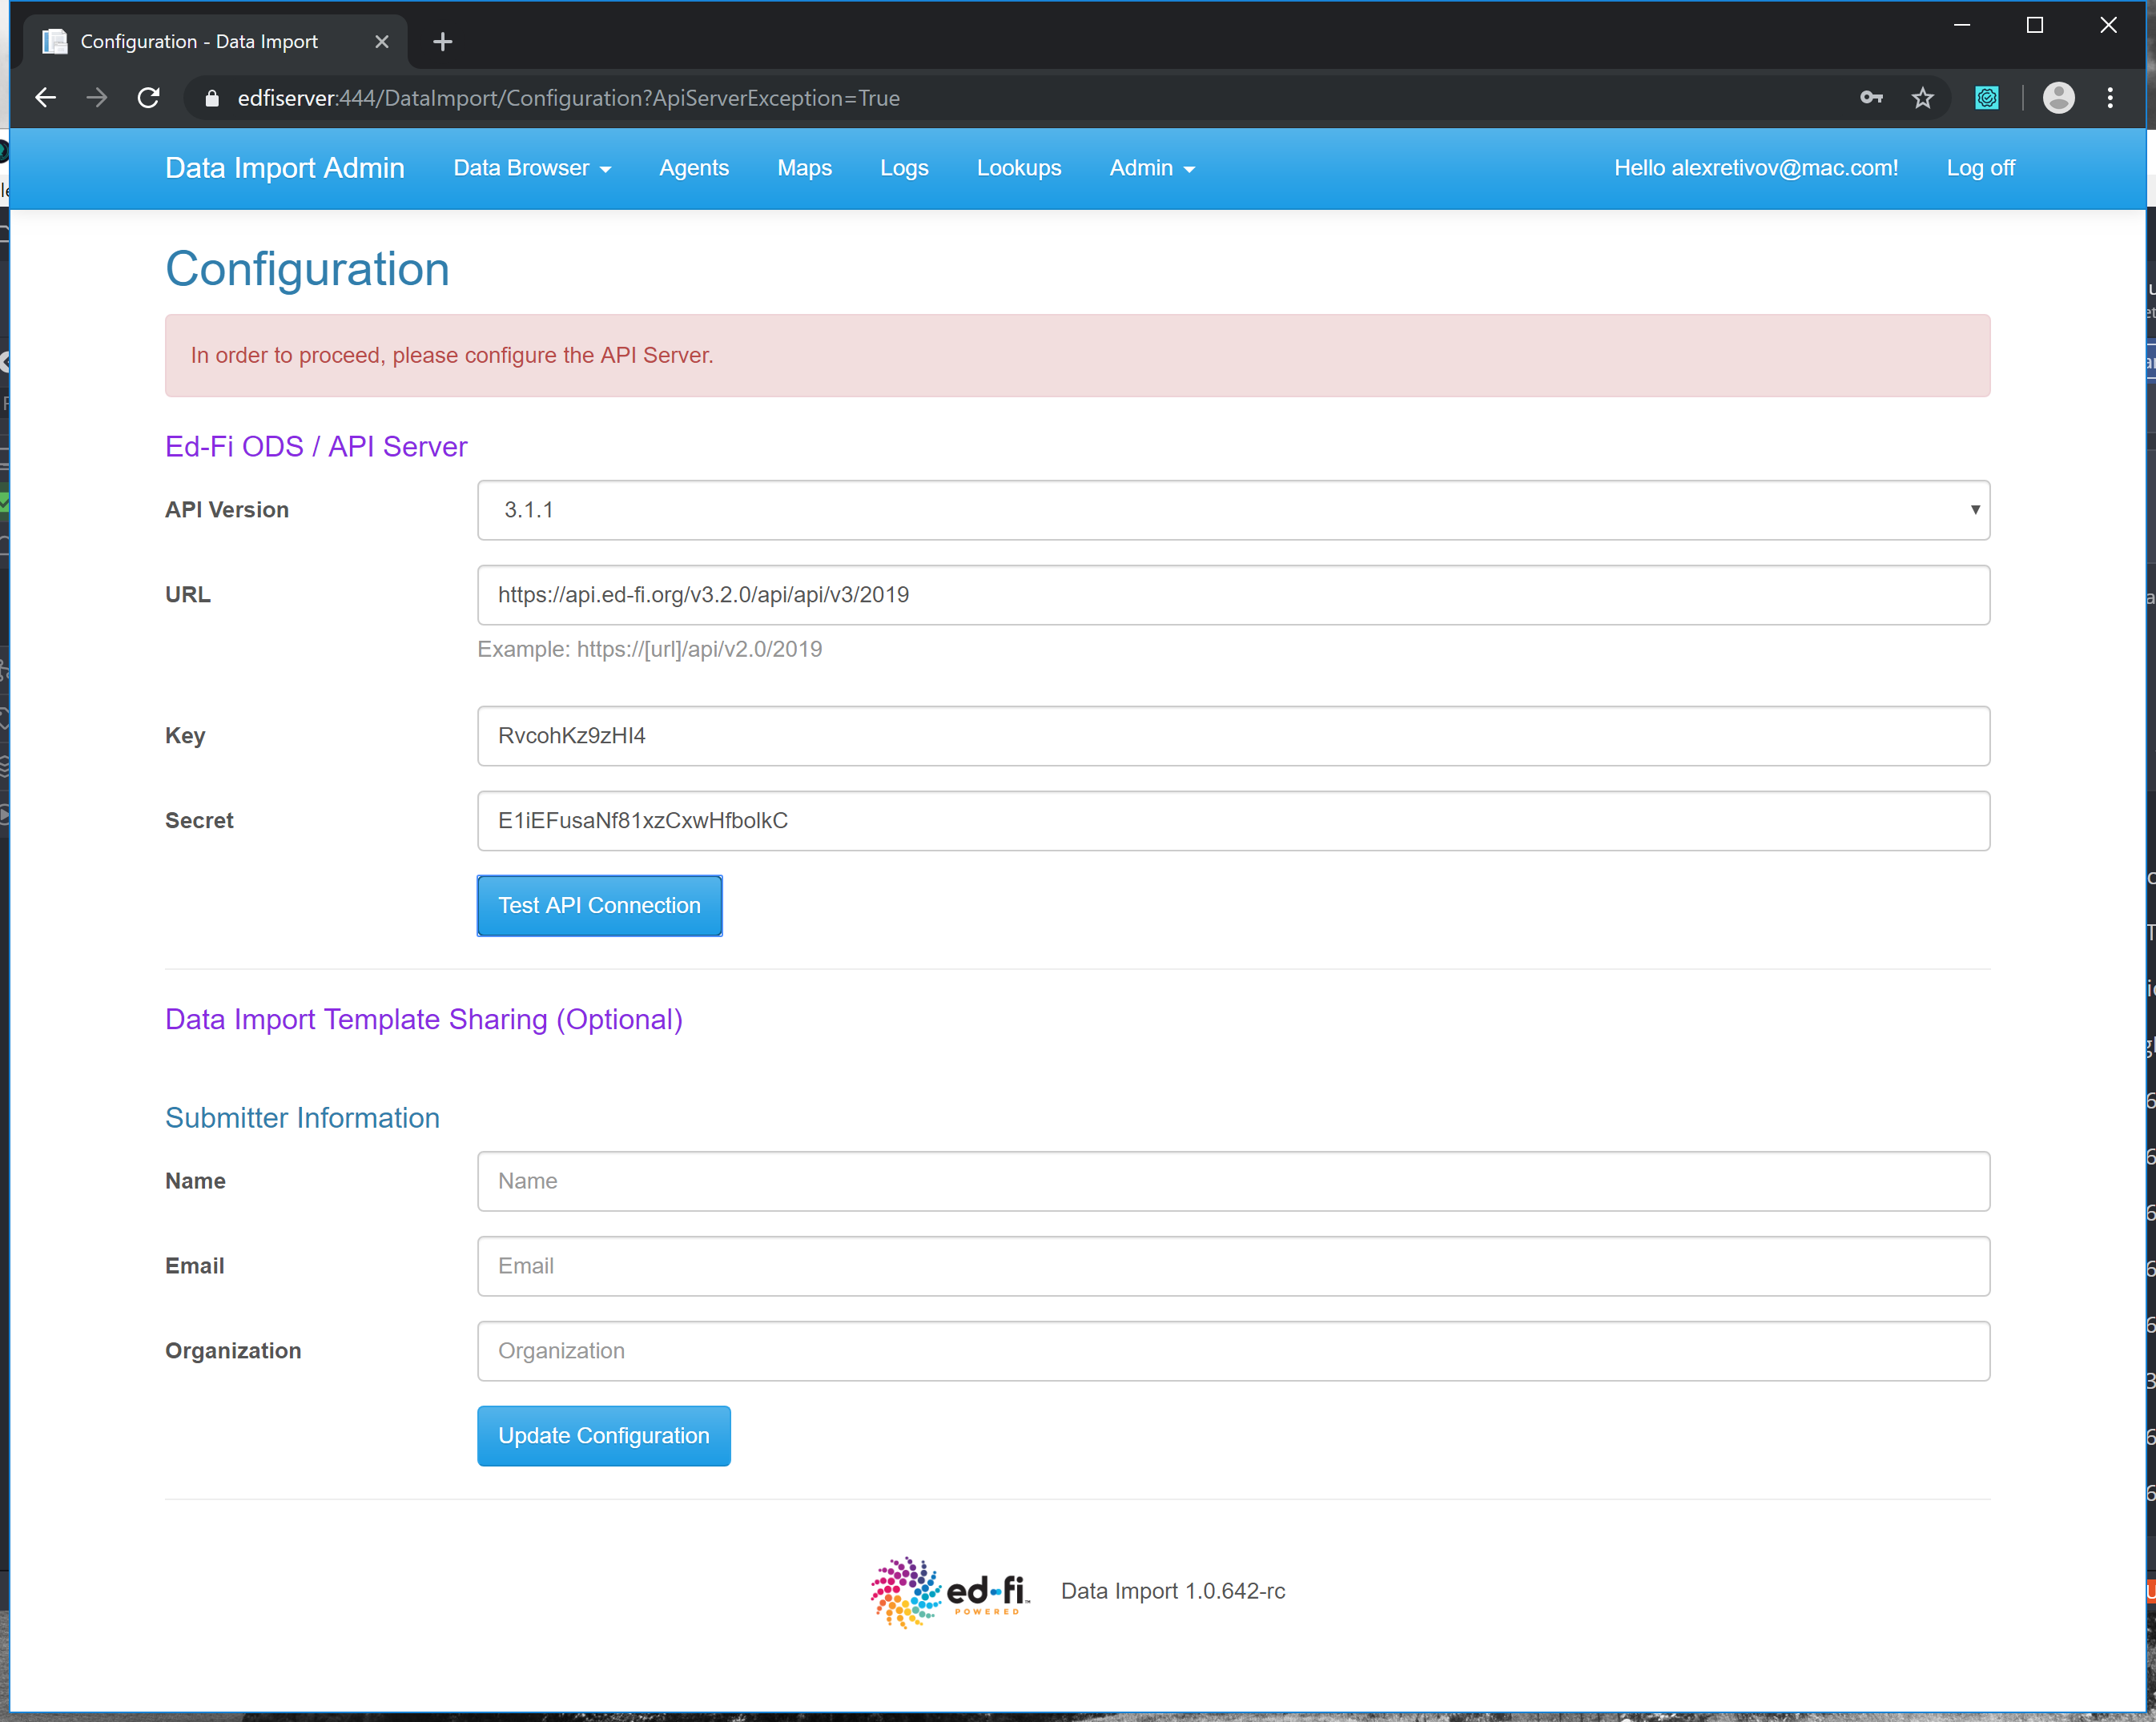 Configuration - Data Import
edfiserver:444/DataImport/Configuration?ApiServerException=True
Data Import Admin Data Browser Agents Maps Logs Lookups Admin Hello alexretivov@mac.com! Log off
Configuration
In order to proceed, please configure the API Server.
Ed-Fi ODS / API Server
API Version 3.1.1
URL https://api.ed-fi.org/v3.2.0/api/api/v3/2019
Example: https://[url]/api/v2.0/2019
Key RvcohKz9zHI4
Secret E1iEFusaNf81xzCxwHfbolkC
Test API Connection
Data Import Template Sharing (Optional)
Submitter Information
Name Name
Email Email
Organization Organization
Update Configuration
ed-fi™
POWERED
Data Import 1.0.642-rc